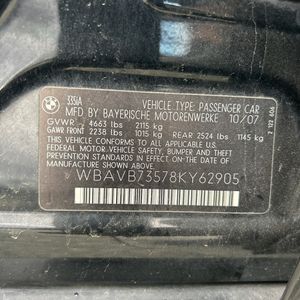 BMW
335iA
VEHICLE TYPE: PASSENGER CAR
MFD BY BAYERISCHE MOTORENWERKE 10/07
GVWR 4663 lbs 2115 kg
GAWR FRONT 2238 lbs 1015 kg REAR 2524 lbs 1145 kg
THIS VEHICLE CONFORMS TO ALL APPLICABLE
FEDERAL MOTOR VEHICLE SAFETY, BUMPER, AND
THEFT PREVENTION STANDARDS IN EFFECT ON THE
DATE OF MANUFACTURE SHOWN ABOVE.
WBAVB73578KY62905